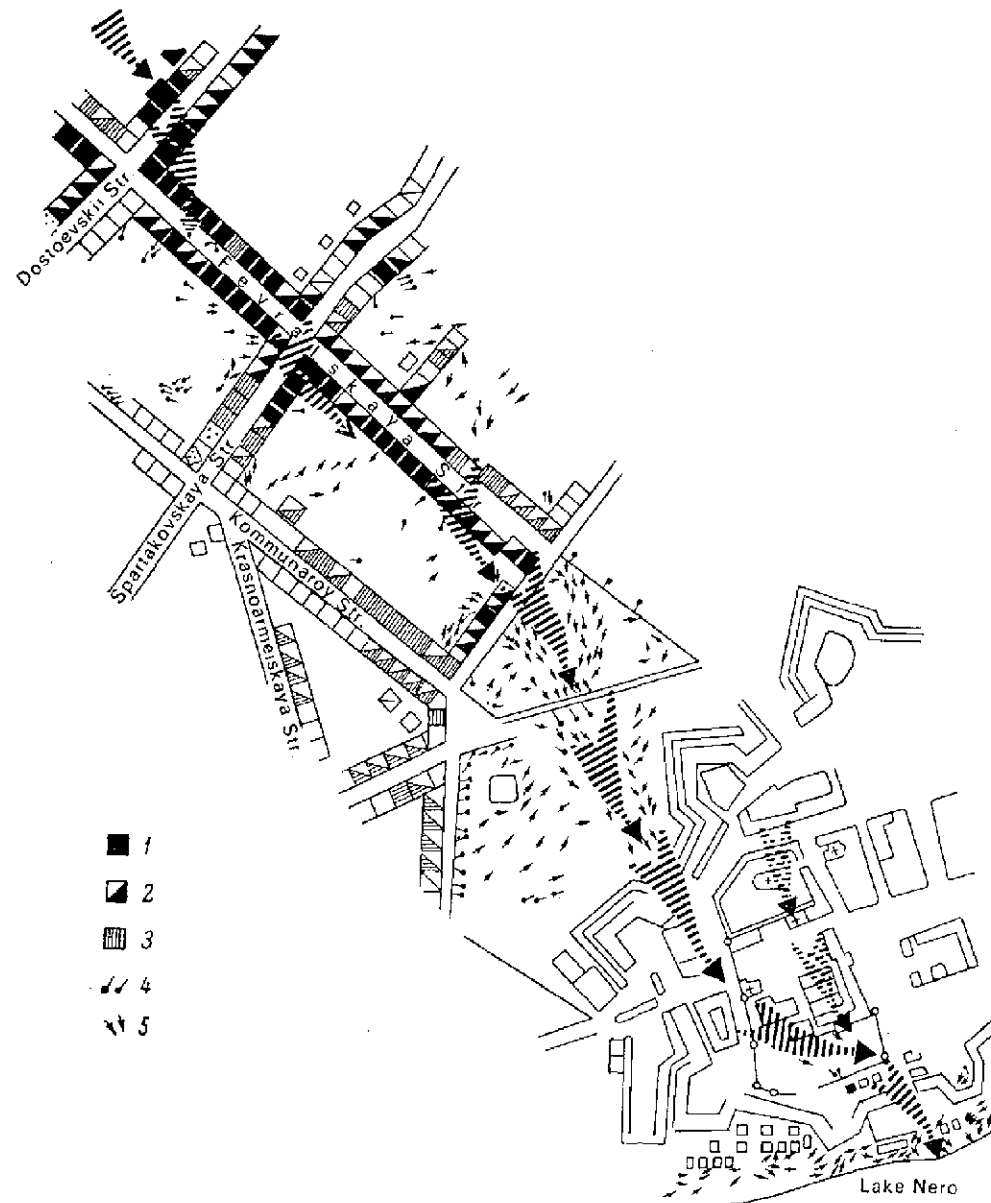 Dostoevskii Str
Fevralskaya Str
Spartakovskaya Str
Kommunarov Str.
Krasnoarmeiskaya Str
1
2
3
4
5
Lake Nero